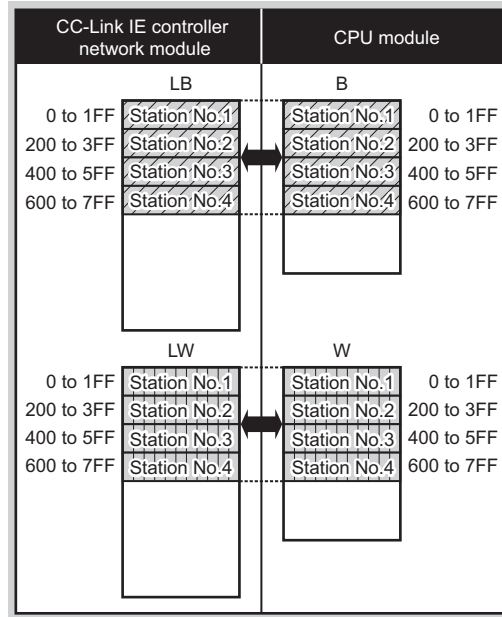 CC-Link IE controller
network module
CPU module
LB
B
0 to 1FF Station No.1 Station No.1 0 to 1FF
200 to 3FF Station No.2 Station No.2 200 to 3FF
400 to 5FF Station No.3 Station No.3 400 to 5FF
600 to 7FF Station No.4 Station No.4 600 to 7FF
LW
W
0 to 1FF Station No.1 Station No.1 0 to 1FF
200 to 3FF Station No.2 Station No.2 200 to 3FF
400 to 5FF Station No.3 Station No.3 400 to 5FF
600 to 7FF Station No.4 Station No.4 600 to 7FF